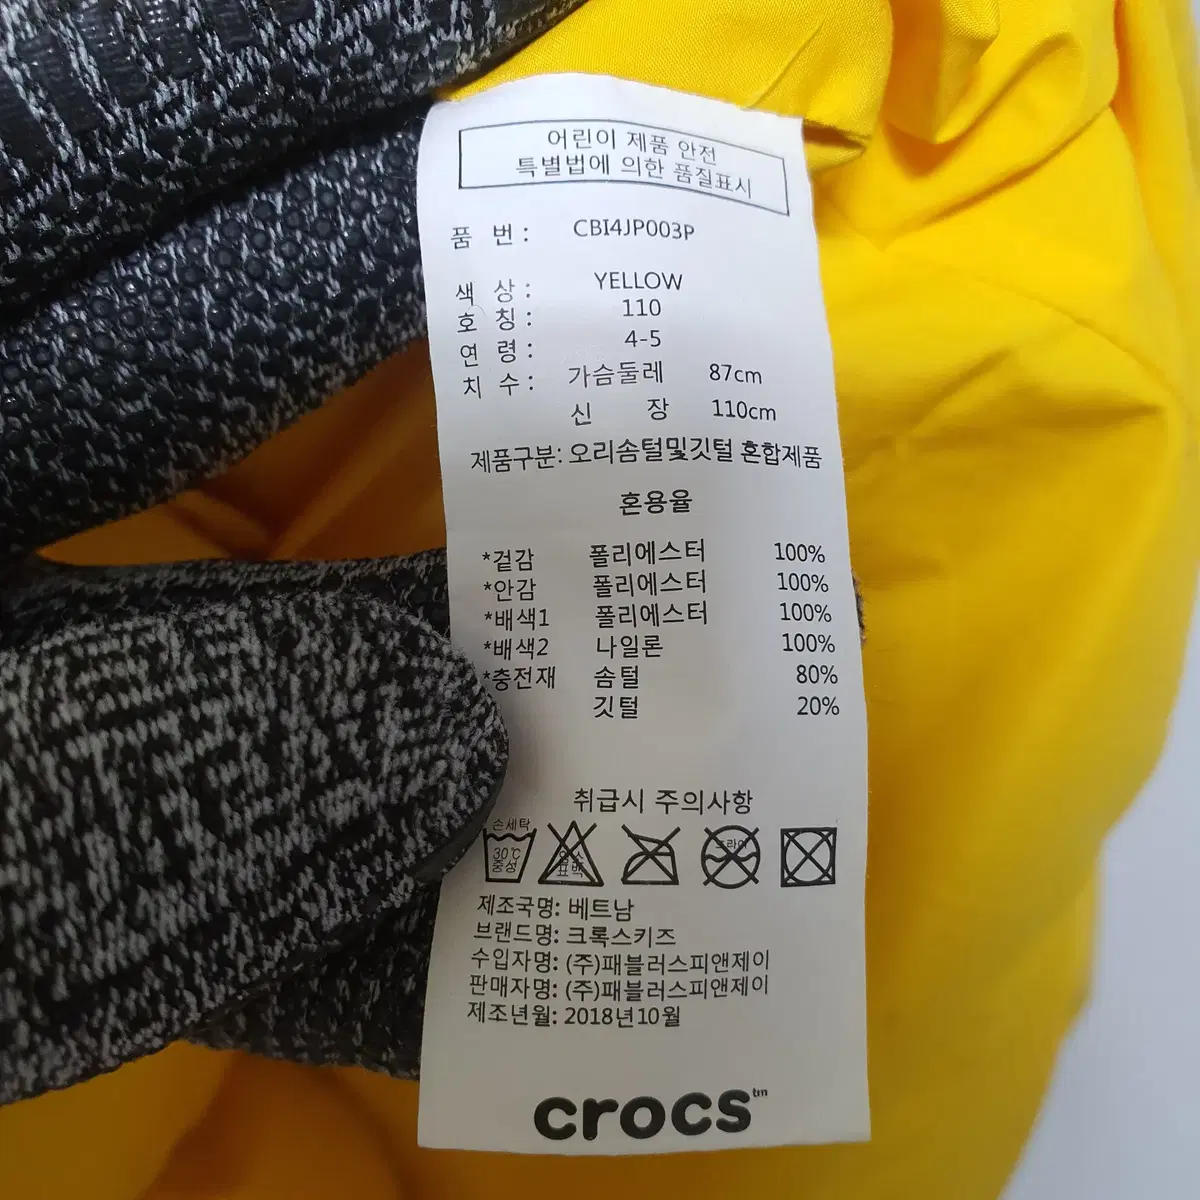 어린이 제품 안전
특별법에 의한 품질표시
품 번 : CBI4JP003P
색 상 : YELLOW
호 칭 : 110
연 령 : 4-5
치 수 : 가슴둘레 87cm
신 장 110cm
제품구분: 오리솜털및깃털 혼합제품
혼용율
*겉감 폴리에스터 100%
*안감 폴리에스터 100%
*배색1 폴리에스터 100%
*배색2 나일론 100%
*충전재 솜털 80%
깃털 20%
취급시 주의사항
손세탁
30℃
중성
염소
표백
드라이
제조국명: 베트남
브랜드명: 크록스키즈
수입자명: (주)패블러스피앤제이
판매자명: (주)패블러스피앤제이
제조년월: 2018년10월
crocs™